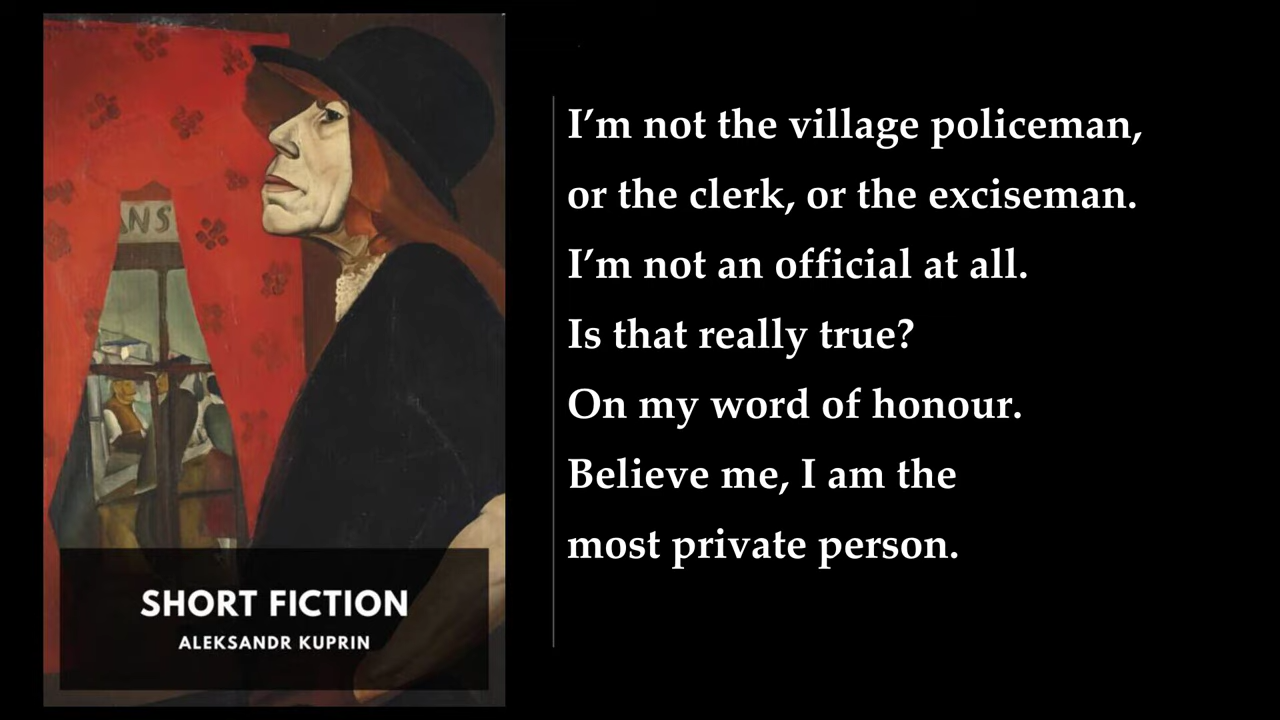 ANS
SHORT FICTION
ALEKSANDR KUPRIN
I’m not the village policeman,
or the clerk, or the exciseman.
I’m not an official at all.
Is that really true?
On my word of honour.
Believe me, I am the
most private person.